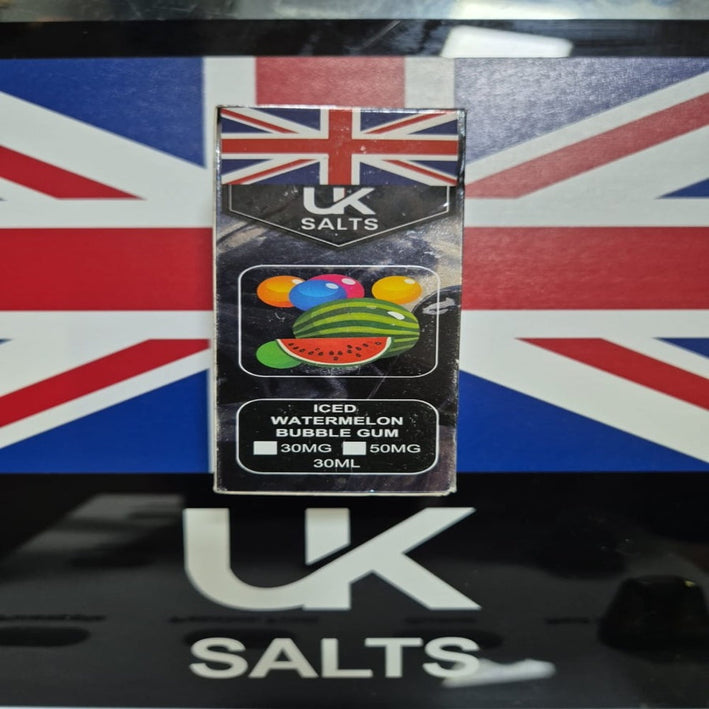 UK
SALTS
ICED
WATERMELON
BUBBLE GUM
30MG 50MG
30ML
UK
SALTS